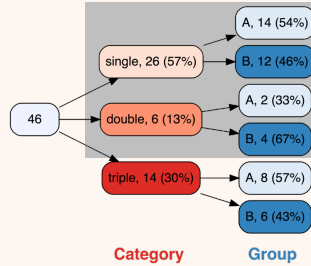 A, 14 (54%)
single, 26 (57%)
B, 12 (46%)
A, 2 (33%)
46
double, 6 (13%)
B, 4 (67%)
triple, 14 (30%)
A, 8 (57%)
B, 6 (43%)
Category
Group